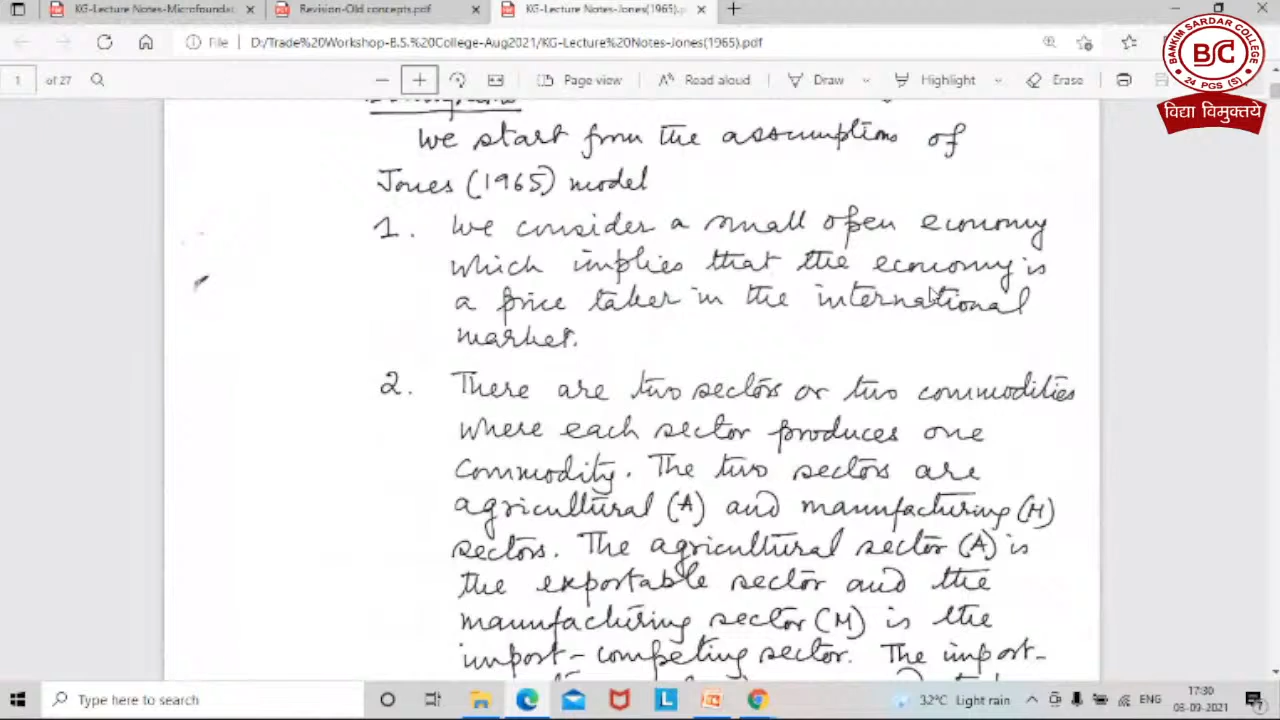 KG-Lecture Notes-Microfoundat
Revision-Old concepts.pdf
KG-Lecture Notes-Jones(1965).p
File D:/Trade%20Workshop-B.S.%20College-Aug2021/KG-Lecture%20Notes-Jones(1965).pdf
1 of 27 Page view Read aloud Draw Highlight Erase
BANKIM SARDAR COLLEGE
BSC
24 PGS (S)
विद्या विमुक्तये
We start from the assumptions of
Jones (1965) model
1. We consider a small open economy
which implies that the economy is
a price taker in the international
market.
2. There are two sectors or two commodities
where each sector produces one
commodity. The two sectors are
agricultural (A) and manufacturing (M)
sectors. The agricultural sector (A) is
the exportable sector and the
manufacturing sector (M) is the
import-competing sector. The import-
Type here to search
32°C Light rain
ENG
17:30
08-09-2021